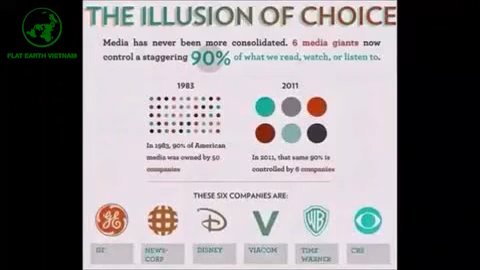 THE ILLUSION OF CHOICE
FLAT EARTH VIETNAM
Media has never been more consolidated. 6 media giants now
control a staggering 90% of what we read, watch, or listen to.
1983
2011
In 1983, 90% of American
media was owned by 50
companies
In 2011, that same 90% is
controlled by 6 companies
THESE SIX COMPANIES ARE:
GE
NEWS-
CORP
DISNEY
VIACOM
TIME
WARNER
CBS